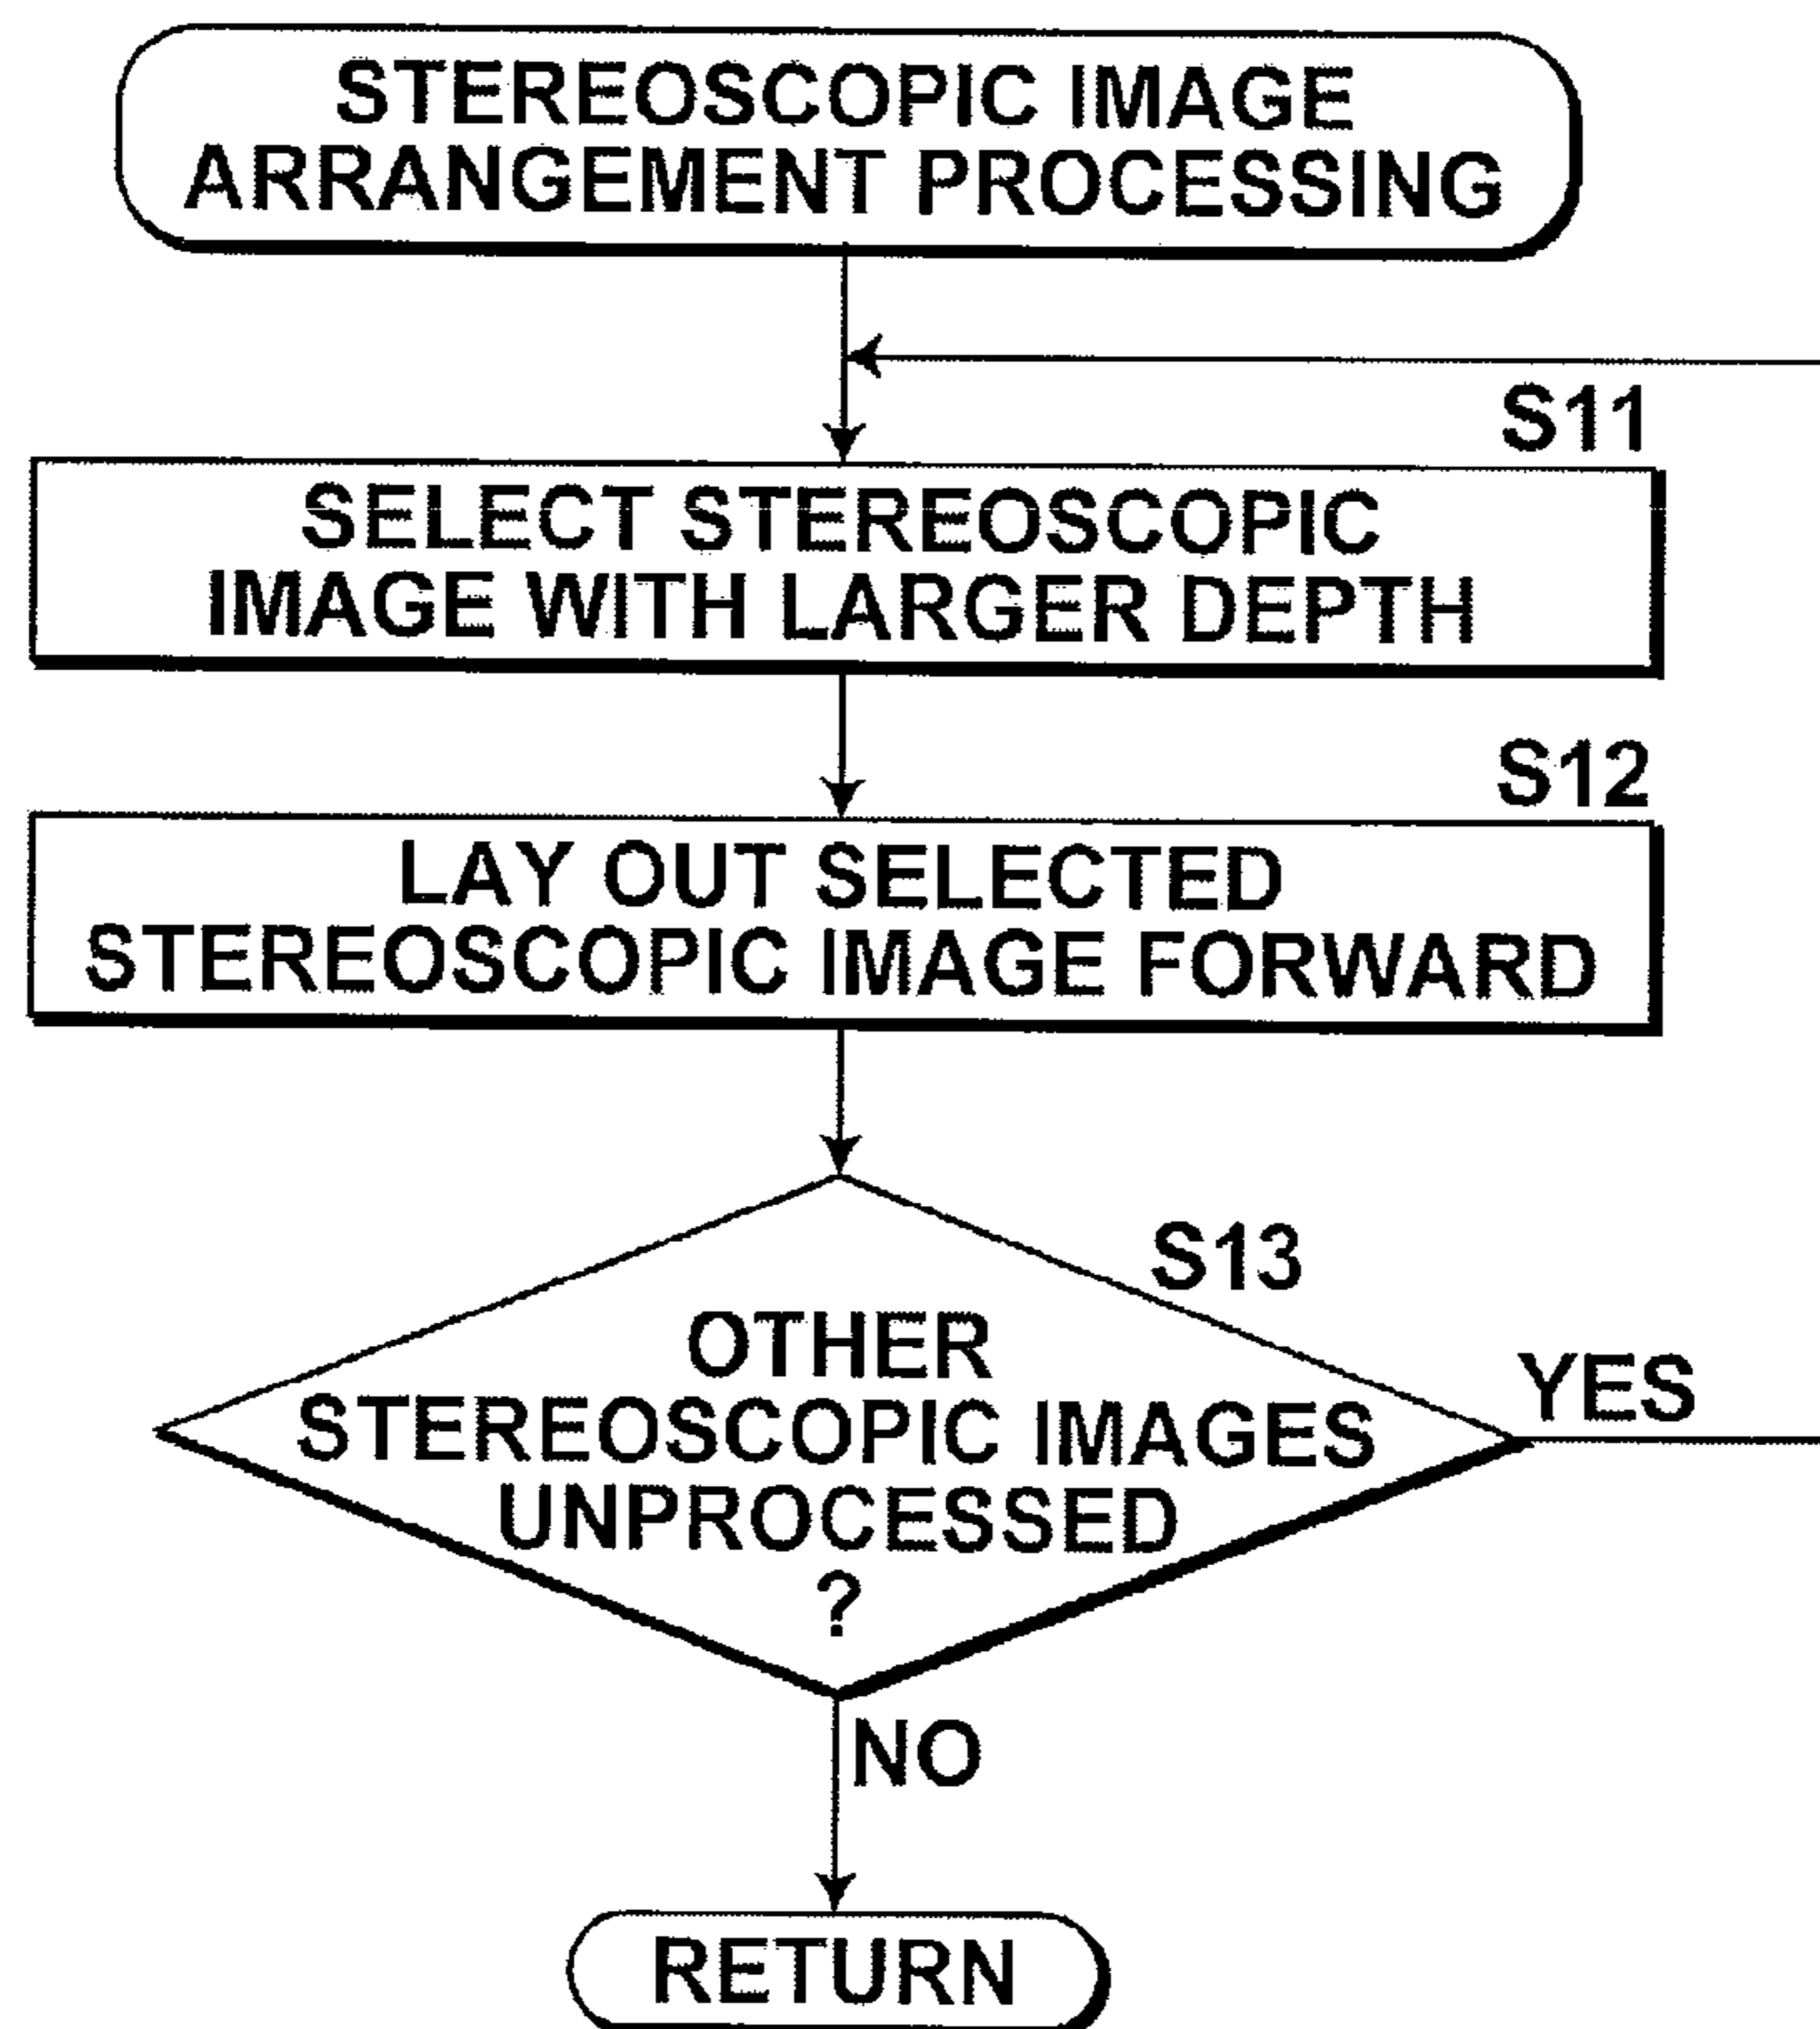 STEREOSCOPIC IMAGE
ARRANGEMENT PROCESSING
S11
SELECT STEREOSCOPIC
IMAGE WITH LARGER DEPTH
S12
LAY OUT SELECTED
STEREOSCOPIC IMAGE FORWARD
S13
OTHER
STEREOSCOPIC IMAGES
UNPROCESSED
?
YES
NO
RETURN